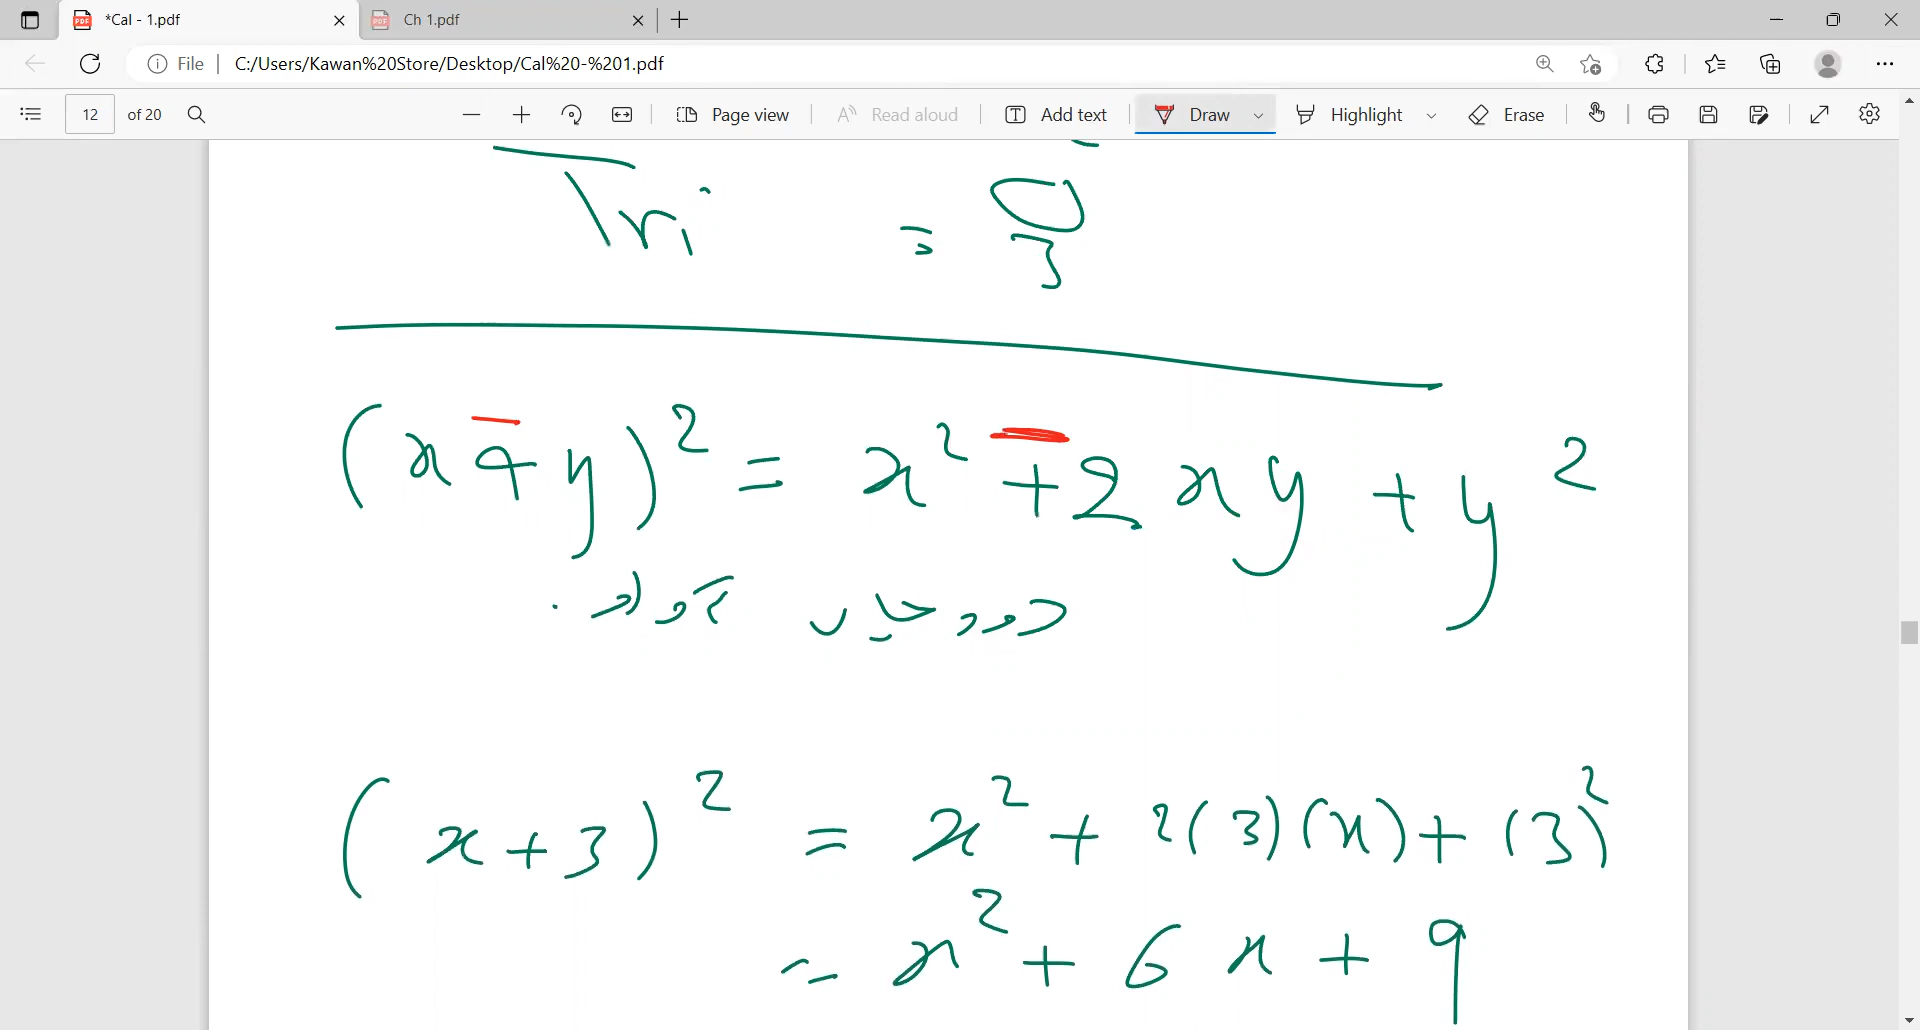 *Cal - 1.pdf
Ch 1.pdf
File
C:/Users/Kawan%20Store/Desktop/Cal%20-%201.pdf
12 of 20
Page view
Read aloud
Add text
Draw
Highlight
Erase
Tri = 3
(x + y)² = x² + 2xy + y²
(x + 3)² = x² + 2(3)(x) + (3)²
= x² + 6x + 9